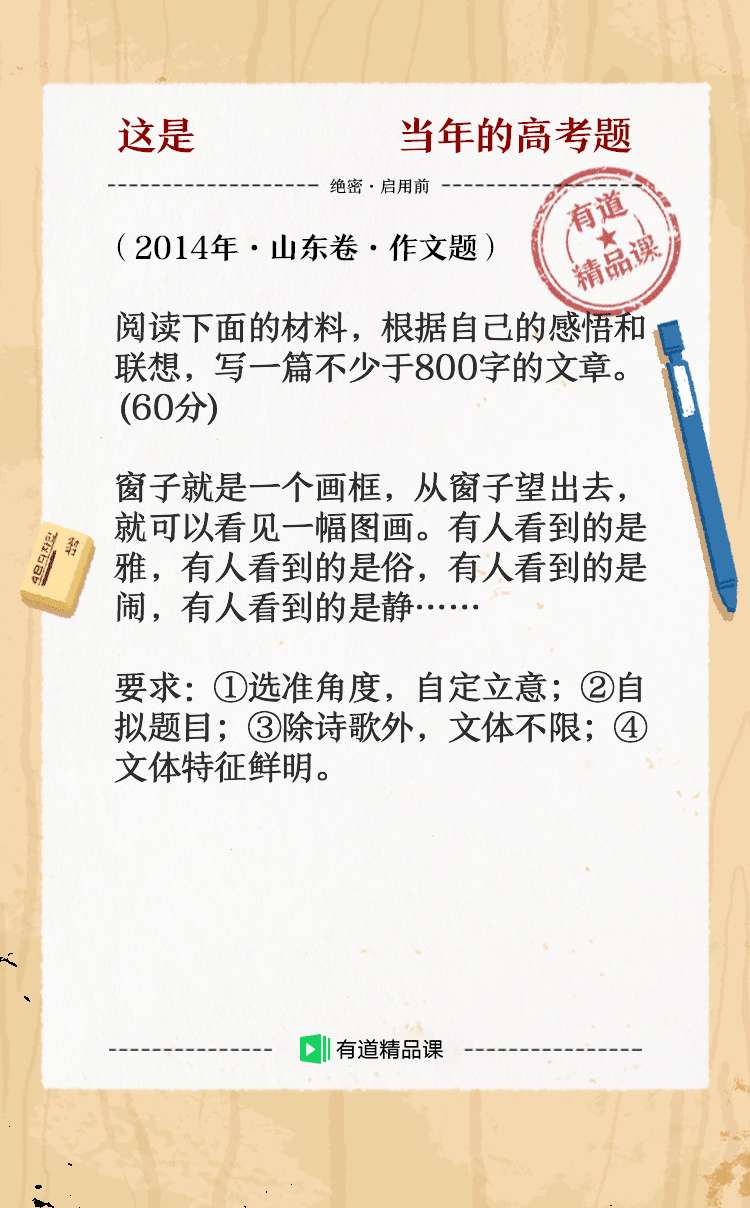 这是 当年的高考题
绝密·启用前
有道
精品课
（2014年·山东卷·作文题）
阅读下面的材料，根据自己的感悟和
联想，写一篇不少于800字的文章。
(60分)
窗子就是一个画框，从窗子望出去，
就可以看见一幅图画。有人看到的是
雅，有人看到的是俗，有人看到的是
闹，有人看到的是静……
要求：①选准角度，自定立意；②自
拟题目；③除诗歌外，文体不限；④
文体特征鲜明。
有道精品课